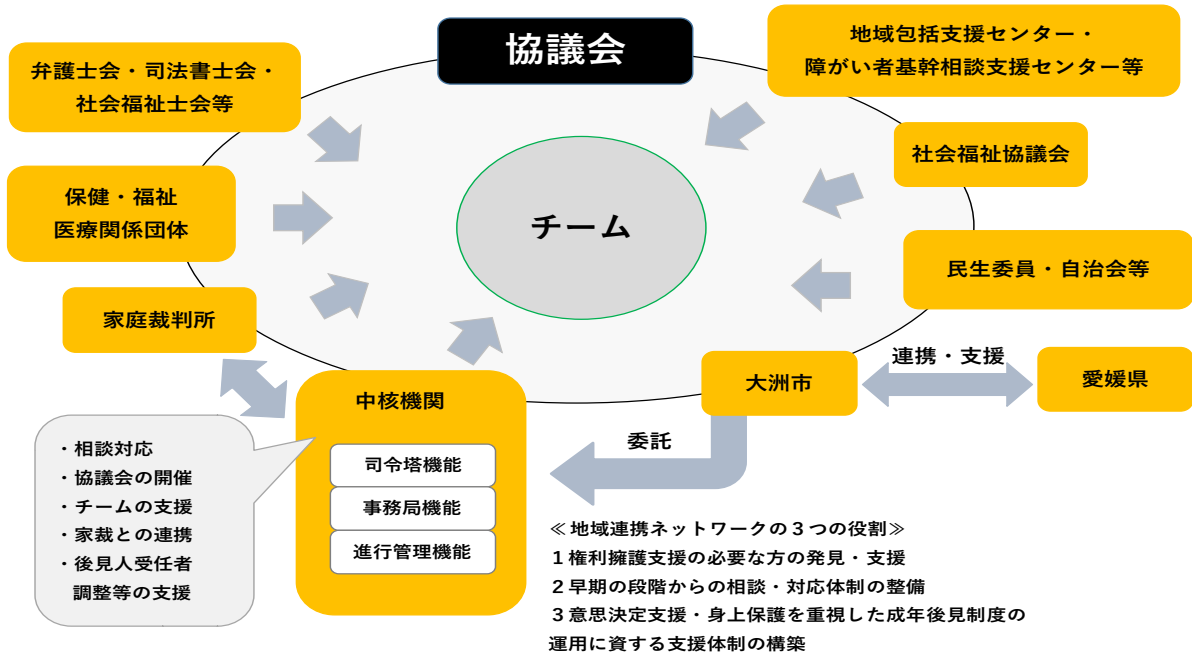 協議会
弁護士会・司法書士会・
社会福祉士会等
地域包括支援センター・
障がい者基幹相談支援センター等
社会福祉協議会
保健・福祉
医療関係団体
チーム
民生委員・自治会等
家庭裁判所
連携・支援
大洲市
愛媛県
中核機関
司令塔機能
事務局機能
進行管理機能
委託
・相談対応
・協議会の開催
・チームの支援
・家裁との連携
・後見人受任者
調整等の支援
≪地域連携ネットワークの３つの役割≫
１権利擁護支援の必要な方の発見・支援
２早期の段階からの相談・対応体制の整備
３意思決定支援・身上保護を重視した成年後見制度の
運用に資する支援体制の構築